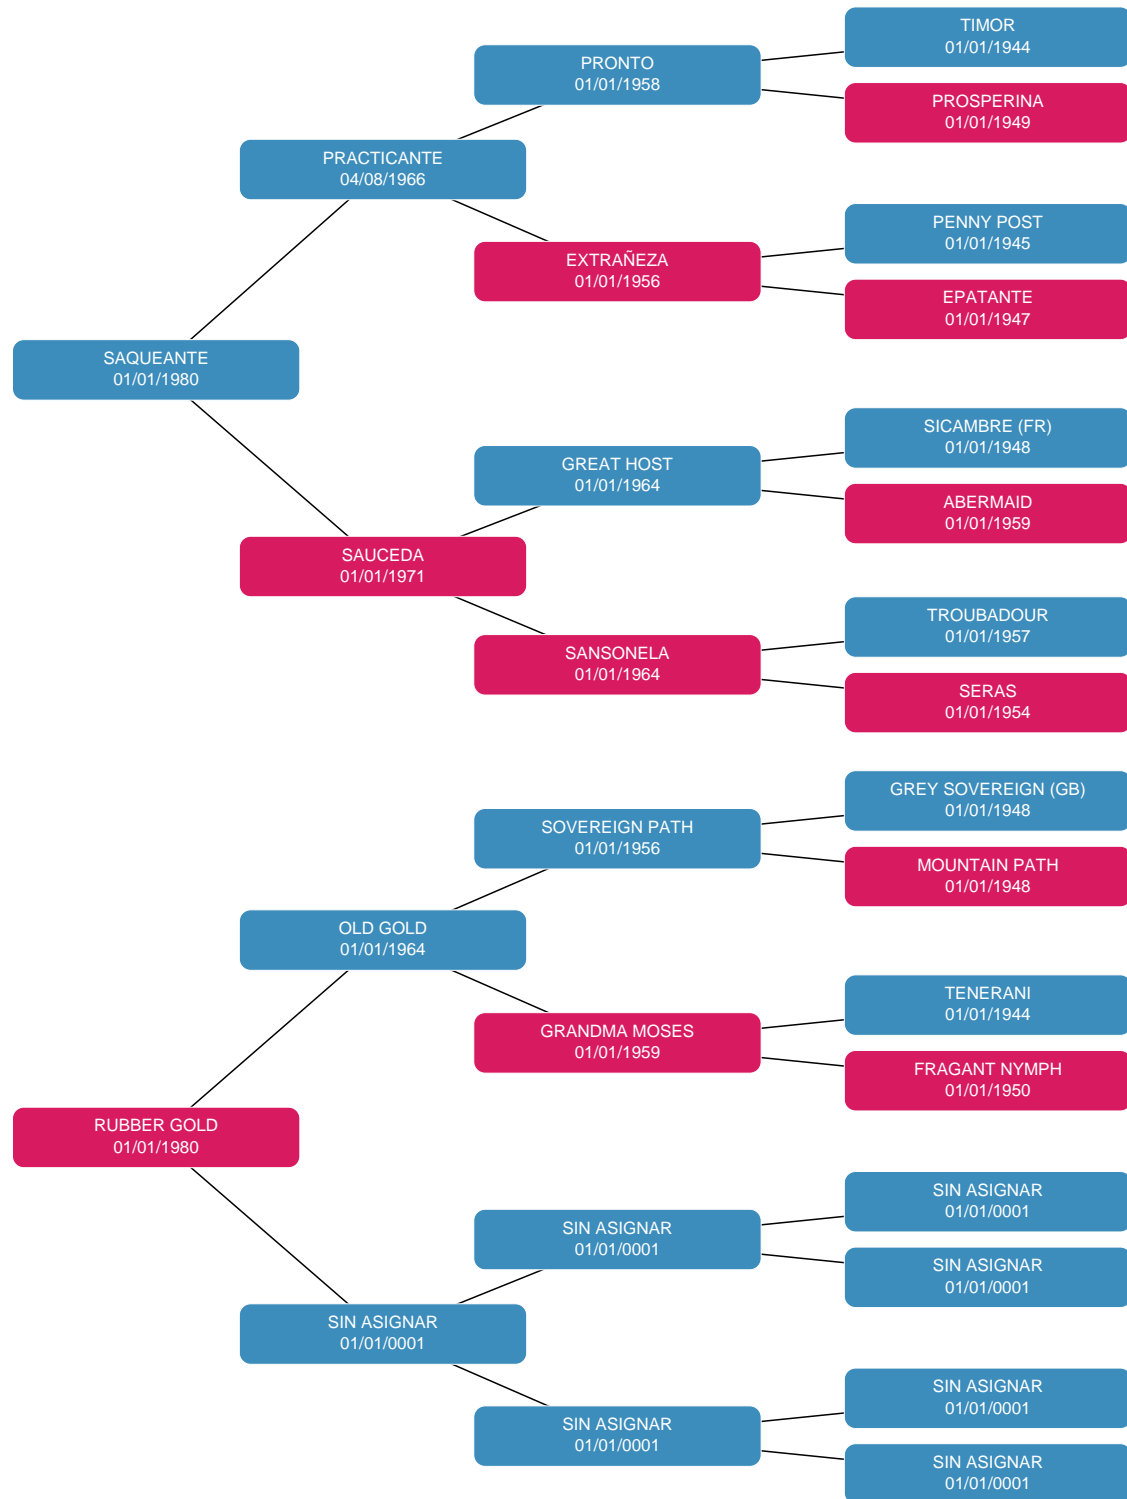 TIMOR
01/01/1944
PRONTO
01/01/1958
PROSPERINA
01/01/1949
PRACTICANTE
04/08/1966
PENNY POST
01/01/1945
EXTRAÑEZA
01/01/1956
EPATANTE
01/01/1947
SAQUEANTE
01/01/1980
SICAMBRE (FR)
01/01/1948
GREAT HOST
01/01/1964
ABERMAID
01/01/1959
SAUCEDA
01/01/1971
TROUBADOUR
01/01/1957
SANSONELA
01/01/1964
SERAS
01/01/1954
GREY SOVEREIGN (GB)
01/01/1948
SOVEREIGN PATH
01/01/1956
MOUNTAIN PATH
01/01/1948
OLD GOLD
01/01/1964
TENERANI
01/01/1944
GRANDMA MOSES
01/01/1959
FRAGANT NYMPH
01/01/1950
RUBBER GOLD
01/01/1980
SIN ASIGNAR
01/01/0001
SIN ASIGNAR
01/01/0001
SIN ASIGNAR
01/01/0001
SIN ASIGNAR
01/01/0001
SIN ASIGNAR
01/01/0001
SIN ASIGNAR
01/01/0001
SIN ASIGNAR
01/01/0001